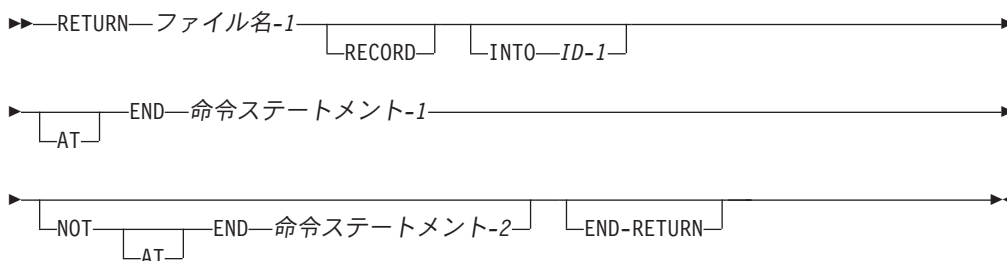 RETURN ファイル名-1
RECORD INTO ID-1
END 命令ステートメント-1
AT
NOT END 命令ステートメント-2 END-RETURN
AT